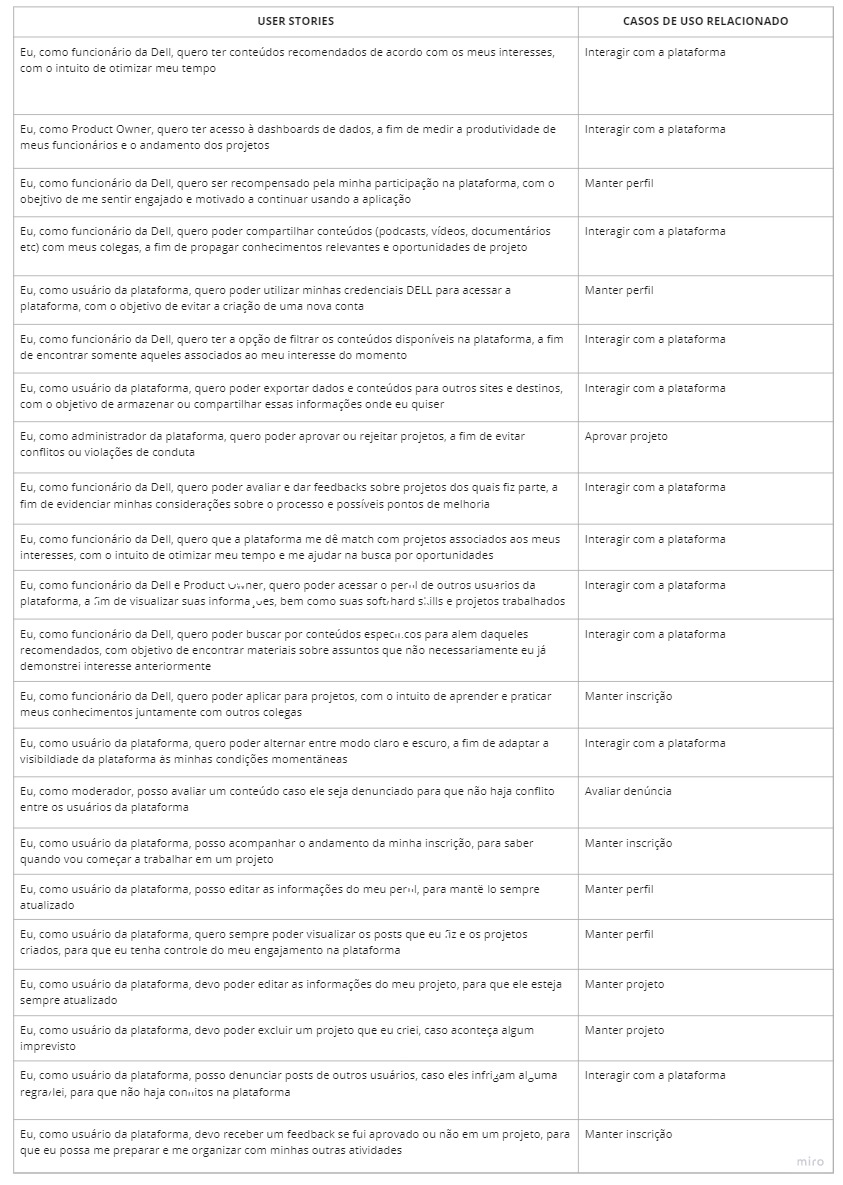 USER STORIES
CASOS DE USO RELACIONADO
Eu, como funcionário da Dell, quero ter conteúdos recomendados de acordo com os meus interesses,
com o intuito de otimizar meu tempo
Interagir com a plataforma
Eu, como Product Owner, quero ter acesso à dashboards de dados, a fim de medir a produtividade de
meus funcionários e o andamento dos projetos
Interagir com a plataforma
Eu, como funcionário da Dell, quero ser recompensado pela minha participação na plataforma, com o
obejtivo de me sentir engajado e motivado a continuar usando a aplicação
Manter perfil
Eu, como funcionário da Dell, quero poder compartilhar conteúdos (podcasts, vídeos, documentários
etc) com meus colegas, a fim de propagar conhecimentos relevantes e oportunidades de projeto
Interagir com a plataforma
Eu, como usuário da plataforma, quero poder utilizar minhas credenciais DELL para acessar a
plataforma, com o objetivo de evitar a criação de uma nova conta
Manter perfil
Eu, como funcionário da Dell, quero ter a opção de filtrar os conteúdos disponíveis na plataforma, a fim
de encontrar somente aqueles associados ao meu interesse do momento
Interagir com a plataforma
Eu, como usuário da plataforma, quero poder exportar dados e conteúdos para outros sites e destinos,
com o objetivo de armazenar ou compartilhar essas informações onde eu quiser
Interagir com a plataforma
Eu, como administrador da plataforma, quero poder aprovar ou rejeitar projetos, a fim de evitar
conflitos ou violações de conduta
Aprovar projeto
Eu, como funcionário da Dell, quero poder avaliar e dar feedbacks sobre projetos dos quais fiz parte, a
fim de evidenciar minhas considerações sobre o processo e possíveis pontos de melhoria
Interagir com a plataforma
Eu, como funcionário da Dell, quero que a plataforma me dê match com projetos associados aos meus
interesses, com o intuito de otimizar meu tempo e me ajudar na busca por oportunidades
Interagir com a plataforma
Eu, como funcionário da Dell e Product Owner, quero poder acessar o perfil de outros usuários da
plataforma, a fim de visualizar suas informações, bem como suas soft/hard skills e projetos trabalhados
Interagir com a plataforma
Eu, como funcionário da Dell, quero poder buscar por conteúdos específicos para alem daqueles
recomendados, com objetivo de encontrar materiais sobre assuntos que não necessariamente eu já
demonstrei interesse anteriormente
Interagir com a plataforma
Eu, como funcionário da Dell, quero poder aplicar para projetos, com o intuito de aprender e praticar
meus conhecimentos juntamente com outros colegas
Manter inscrição
Eu, como usuário da plataforma, quero poder alternar entre modo claro e escuro, a fim de adaptar a
visibildiade da plataforma às minhas condições momentâneas
Interagir com a plataforma
Eu, como moderador, posso avaliar um conteúdo caso ele seja denunciado para que não haja conflito
entre os usuários da plataforma
Avaliar denúncia
Eu, como usuário da plataforma, posso acompanhar o andamento da minha inscrição, para saber
quando vou começar a trabalhar em um projeto
Manter inscrição
Eu, como usuário da plataforma, posso editar as informações do meu perfil, para mantê lo sempre
atualizado
Manter perfil
Eu, como usuário da plataforma, quero sempre poder visualizar os posts que eu fiz e os projetos
criados, para que eu tenha controle do meu engajamento na plataforma
Manter perfil
Eu, como usuário da plataforma, devo poder editar as informações do meu projeto, para que ele esteja
sempre atualizado
Manter projeto
Eu, como usuário da plataforma, devo poder excluir um projeto que eu criei, caso aconteça algum
imprevisto
Manter projeto
Eu, como usuário da plataforma, posso denunciar posts de outros usuários, caso eles infrigam alguma
regra/lei, para que não haja conflitos na plataforma
Interagir com a plataforma
Eu, como usuário da plataforma, devo receber um feedback se fui aprovado ou não em um projeto, para
que eu possa me preparar e me organizar com minhas outras atividades
Manter inscrição
miro